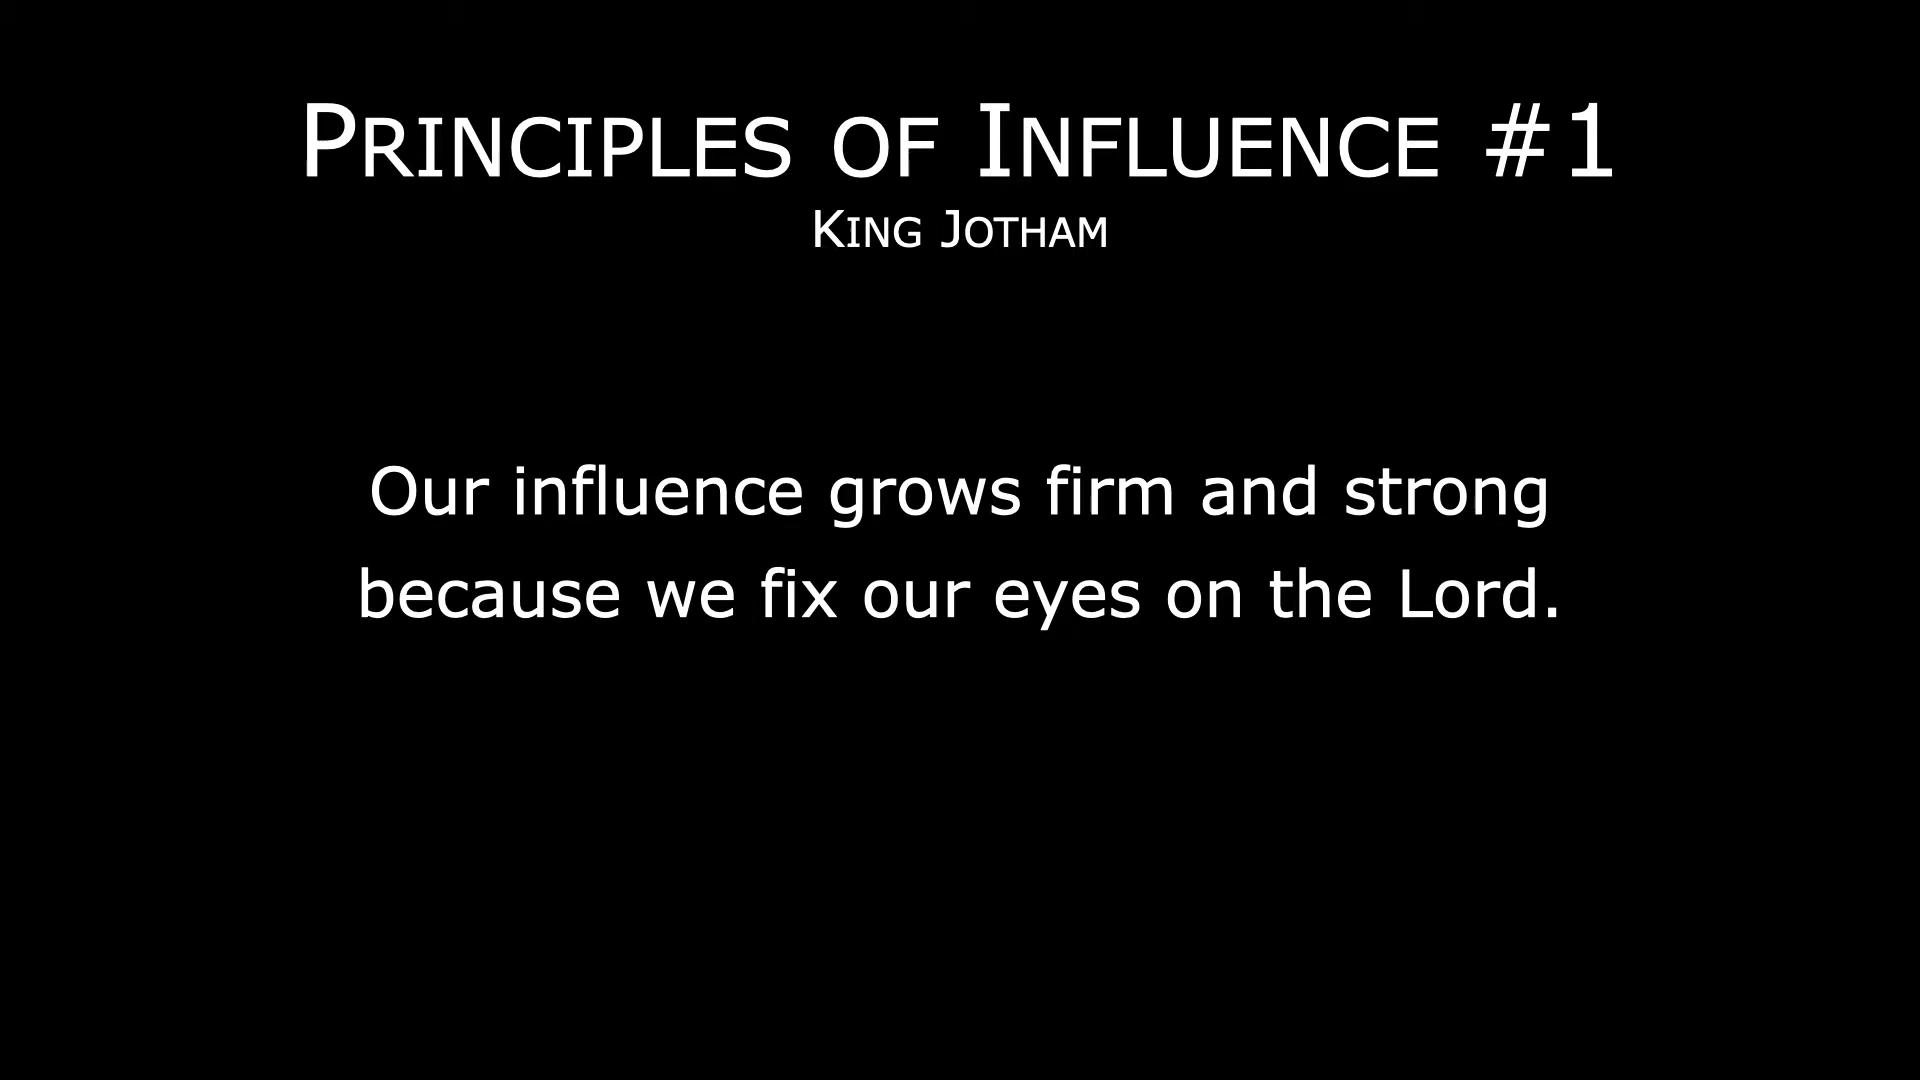 Principles of Influence #1
King Jotham
Our influence grows firm and strong
because we fix our eyes on the Lord.